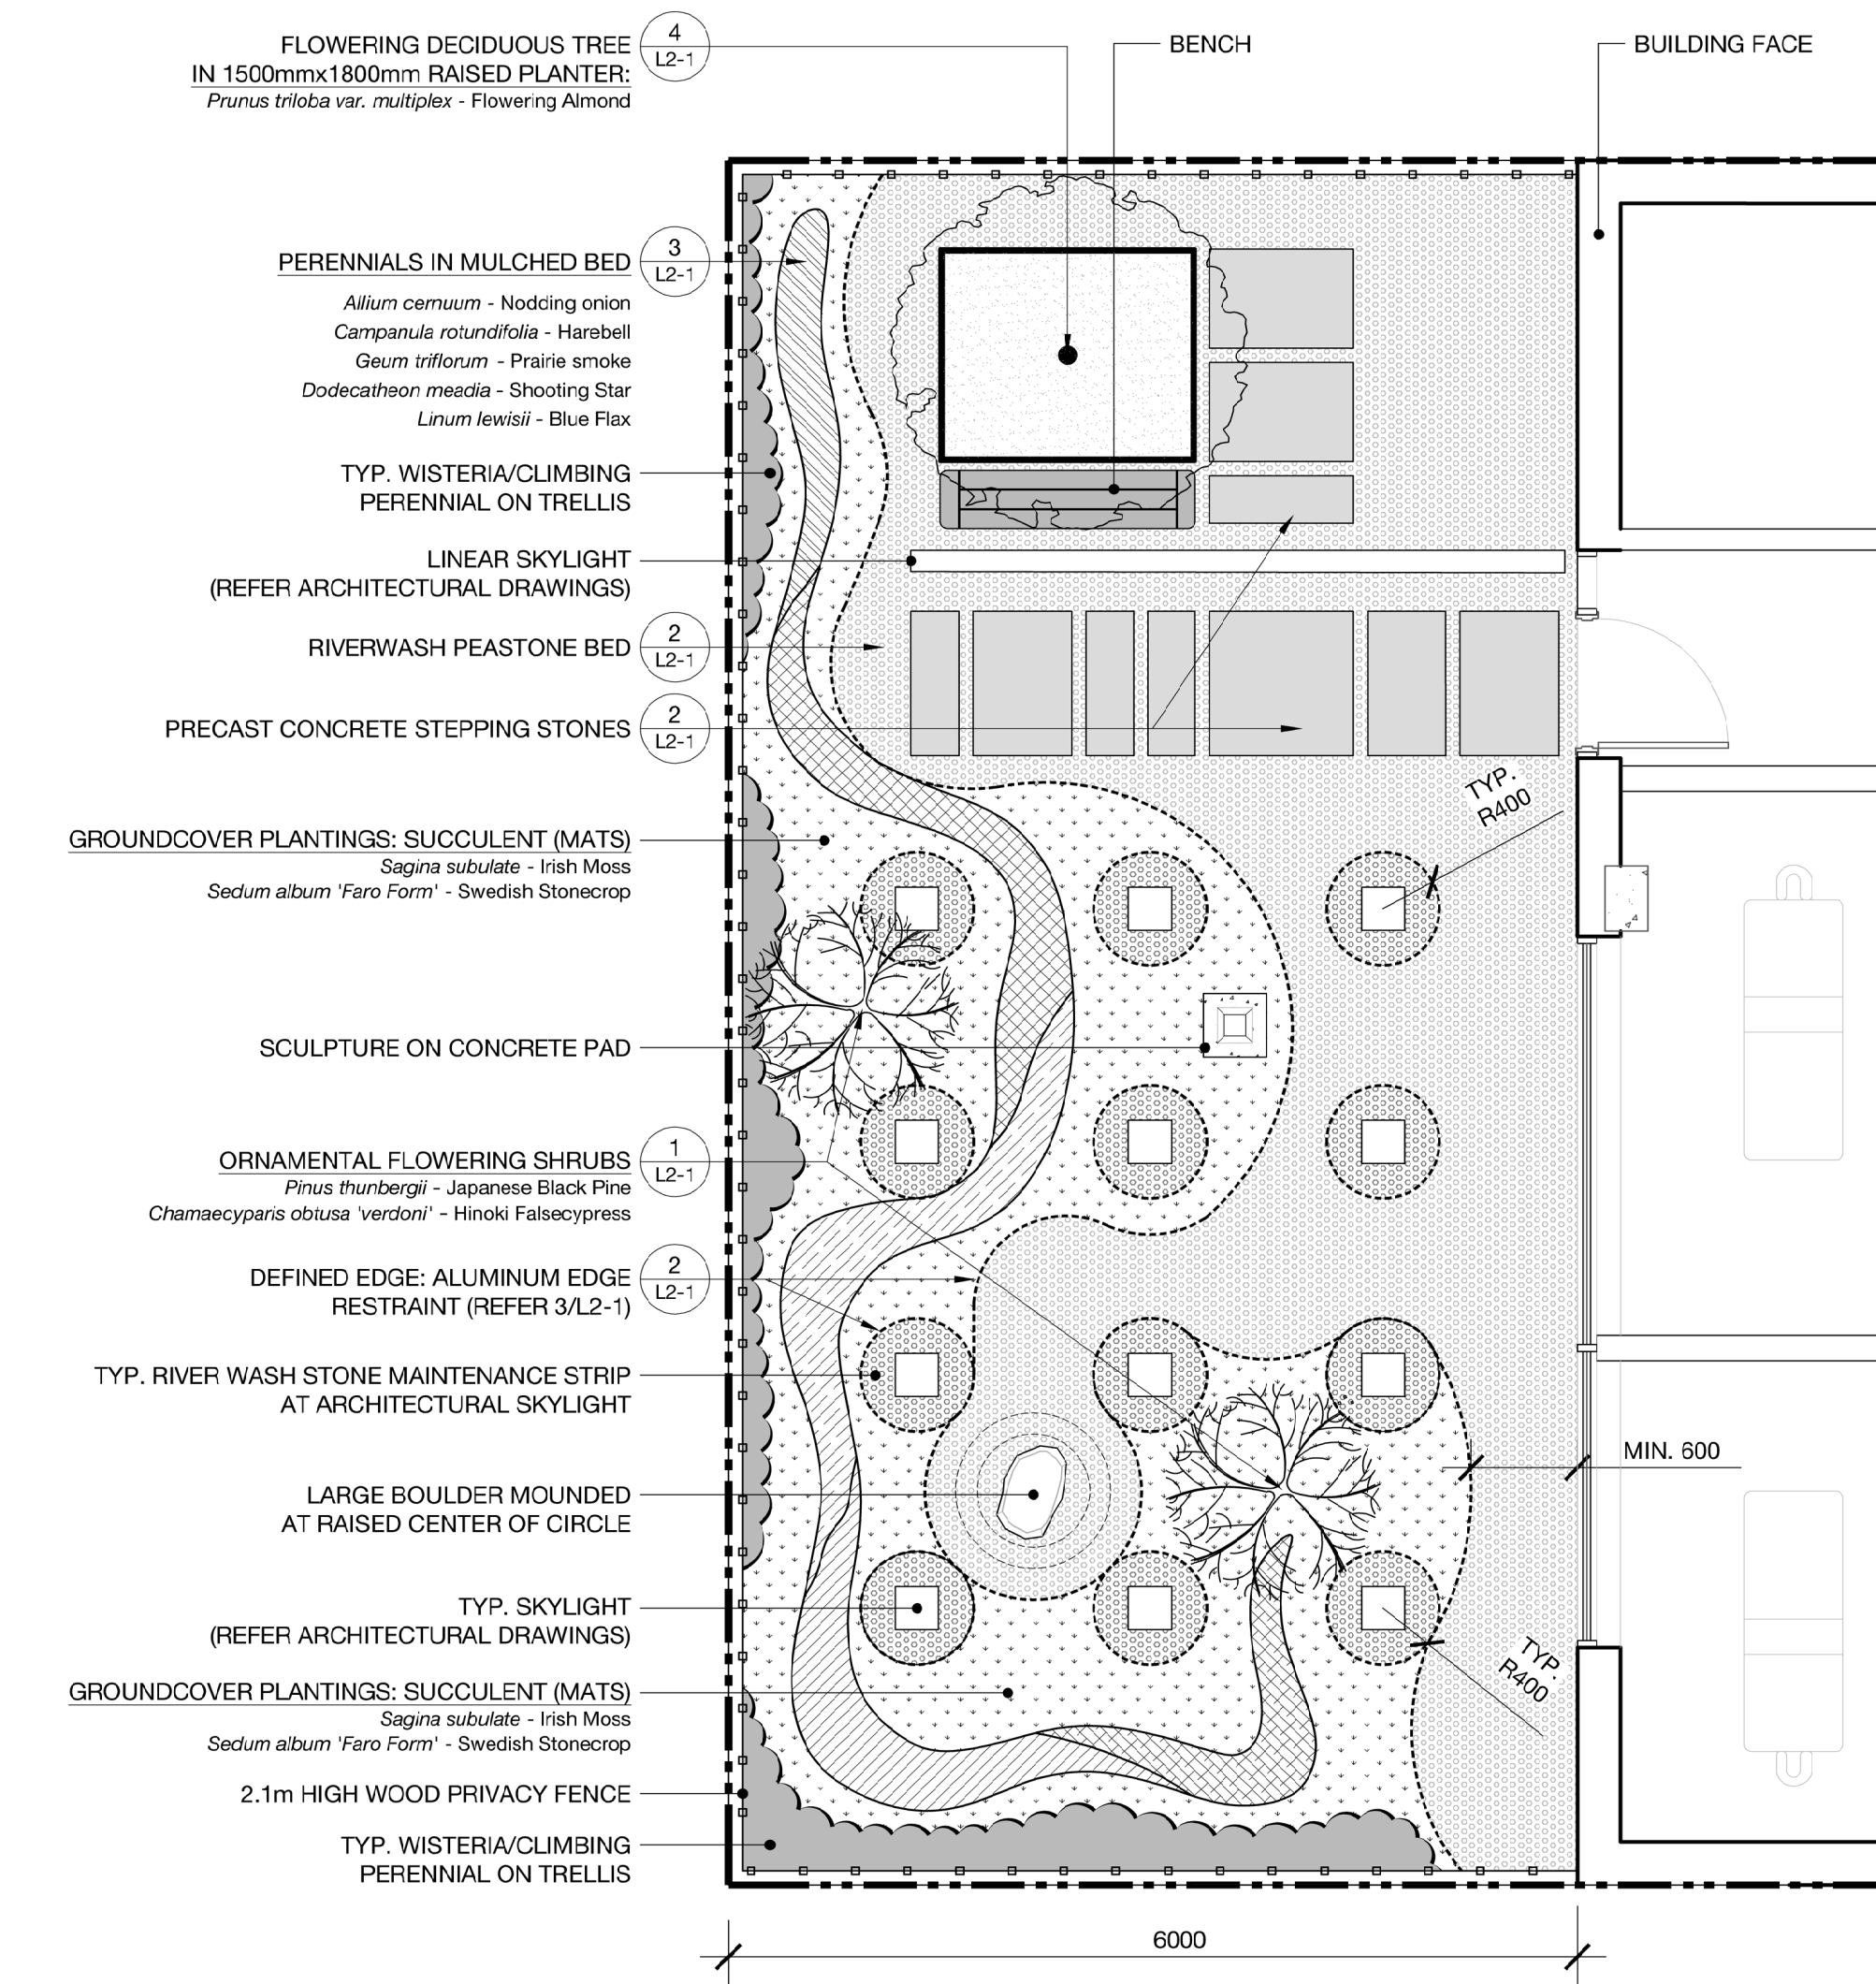 FLOWERING DECIDUOUS TREE
IN 1500mmx1800mm RAISED PLANTER:
Prunus triloba var. multiplex - Flowering Almond
4
L2-1
BENCH
BUILDING FACE
PERENNIALS IN MULCHED BED
3
L2-1
Allium cernuum - Nodding onion
Campanula rotundifolia - Harebell
Geum triflorum - Prairie smoke
Dodecatheon meadia - Shooting Star
Linum lewisii - Blue Flax
TYP. WISTERIA/CLIMBING
PERENNIAL ON TRELLIS
LINEAR SKYLIGHT
(REFER ARCHITECTURAL DRAWINGS)
RIVERWASH PEASTONE BED
2
L2-1
PRECAST CONCRETE STEPPING STONES
2
L2-1
TYP.
R400
GROUNDCOVER PLANTINGS: SUCCULENT (MATS)
Sagina subulate - Irish Moss
Sedum album 'Faro Form' - Swedish Stonecrop
SCULPTURE ON CONCRETE PAD
ORNAMENTAL FLOWERING SHRUBS
1
L2-1
Pinus thunbergii - Japanese Black Pine
Chamaecyparis obtusa 'verdoni' - Hinoki Falsecypress
DEFINED EDGE: ALUMINUM EDGE
RESTRAINT (REFER 3/L2-1)
2
L2-1
TYP. RIVER WASH STONE MAINTENANCE STRIP
AT ARCHITECTURAL SKYLIGHT
MIN. 600
LARGE BOULDER MOUNDED
AT RAISED CENTER OF CIRCLE
TYP. SKYLIGHT
(REFER ARCHITECTURAL DRAWINGS)
TYP.
R400
GROUNDCOVER PLANTINGS: SUCCULENT (MATS)
Sagina subulate - Irish Moss
Sedum album 'Faro Form' - Swedish Stonecrop
2.1m HIGH WOOD PRIVACY FENCE
TYP. WISTERIA/CLIMBING
PERENNIAL ON TRELLIS
6000